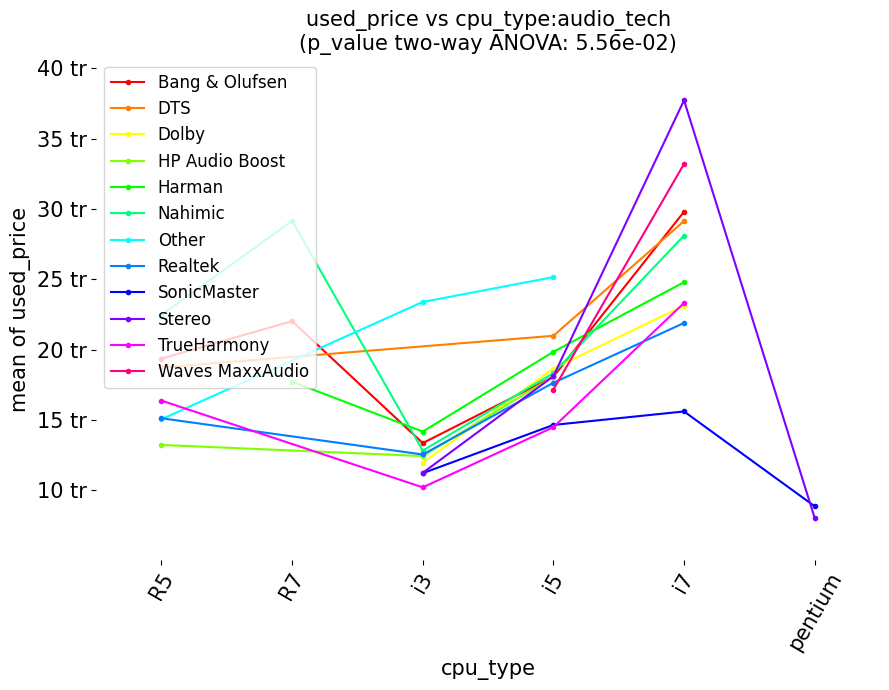 used_price vs cpu_type:audio_tech
(p_value two-way ANOVA: 5.56e-02)
40 tr
35 tr
30 tr
25 tr
20 tr
15 tr
10 tr
mean of used_price
Bang & Olufsen
DTS
Dolby
HP Audio Boost
Harman
Nahimic
Other
Realtek
SonicMaster
Stereo
TrueHarmony
Waves MaxxAudio
R5
R7
i3
i5
i7
pentium
cpu_type